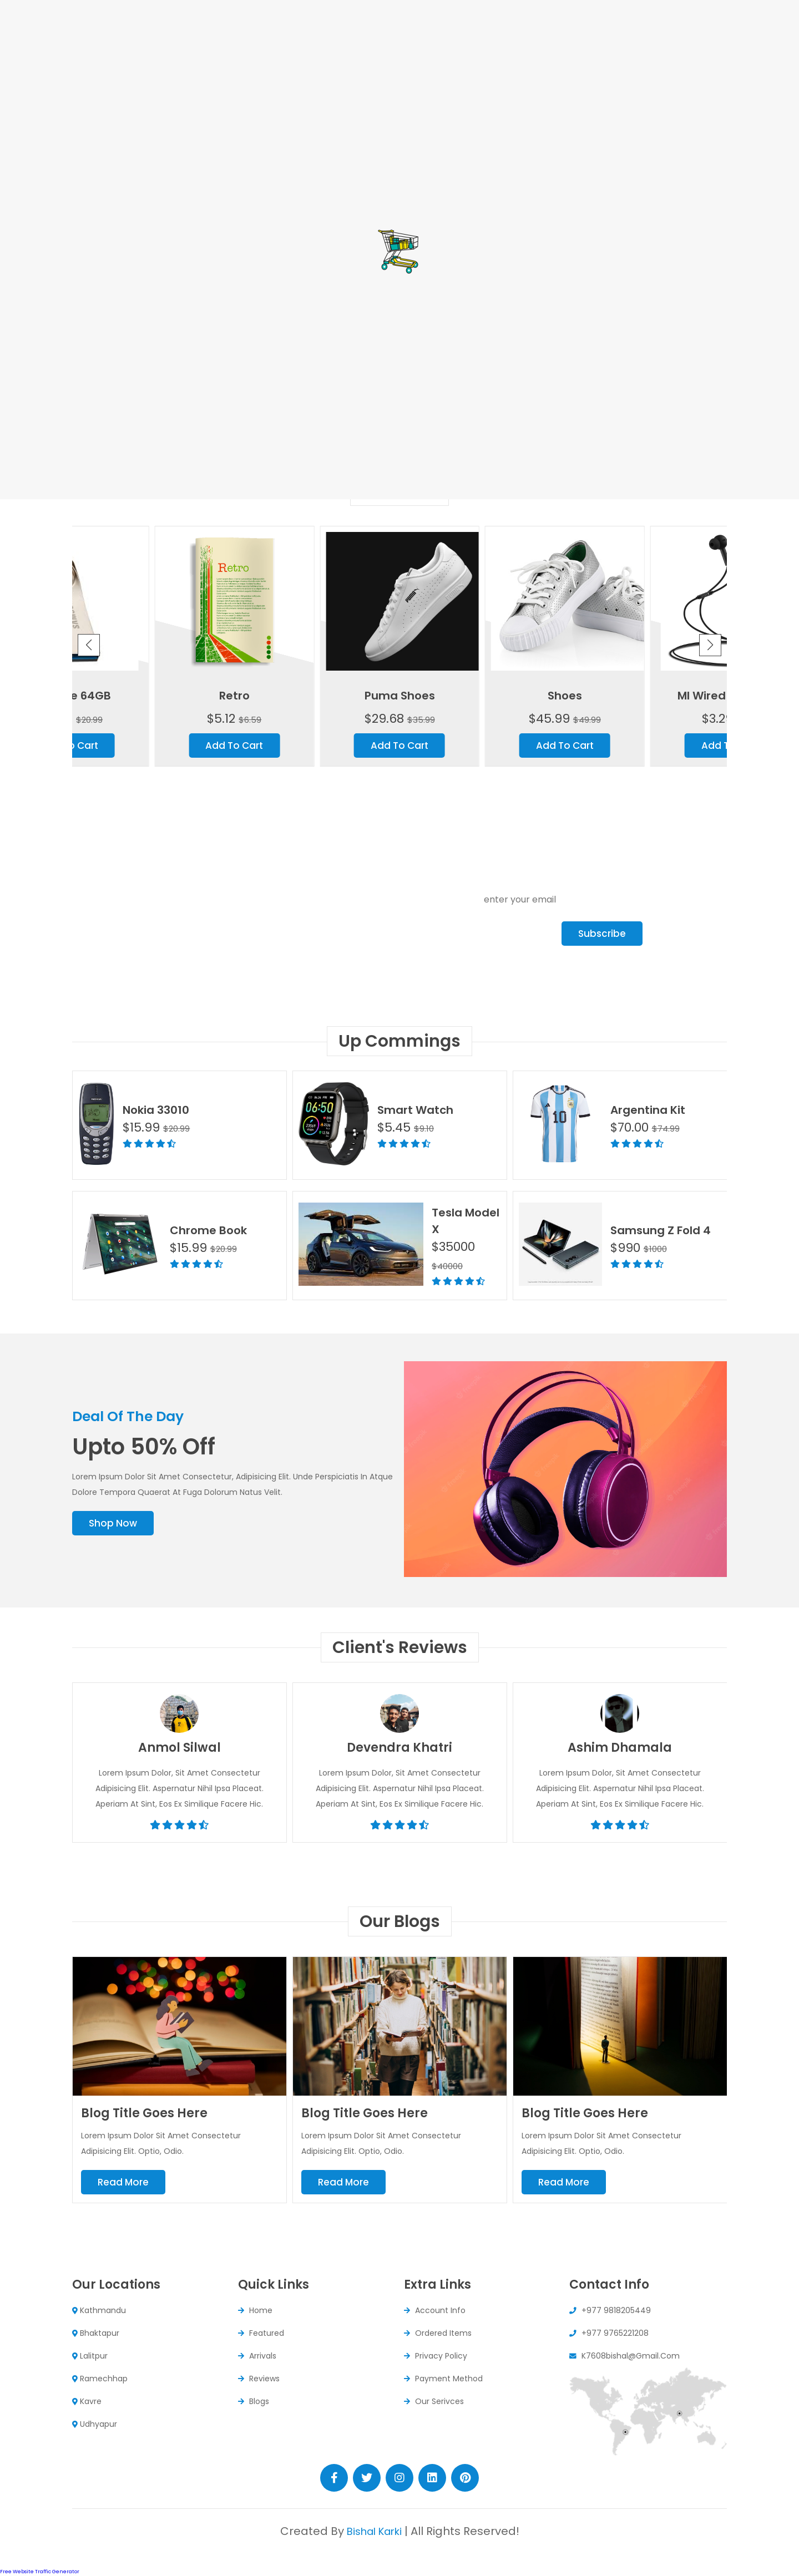 e 64GB
$20.99
o Cart
Retro
Retro
$5.12 $6.59
Add To Cart
Puma Shoes
$29.68 $35.99
Add To Cart
Shoes
$45.99 $49.99
Add To Cart
MI Wired
$3.29
Add T
enter your email
Subscribe
Up Commings
Nokia 33010
$15.99 $20.99
Smart Watch
$5.45 $9.10
Argentina Kit
$70.00 $74.99
10
Chrome Book
$15.99 $20.99
Tesla Model
X
$35000
$40000
Samsung Z Fold 4
$990 $1000
Deal Of The Day
Upto 50% Off
Lorem Ipsum Dolor Sit Amet Consectetur, Adipisicing Elit. Unde Perspiciatis In Atque
Dolore Tempora Quaerat At Fuga Dolorum Natus Velit.
Shop Now
Client's Reviews
Anmol Silwal
Lorem Ipsum Dolor, Sit Amet Consectetur
Adipisicing Elit. Aspernatur Nihil Ipsa Placeat.
Aperiam At Sint, Eos Ex Similique Facere Hic.
Devendra Khatri
Lorem Ipsum Dolor, Sit Amet Consectetur
Adipisicing Elit. Aspernatur Nihil Ipsa Placeat.
Aperiam At Sint, Eos Ex Similique Facere Hic.
Ashim Dhamala
Lorem Ipsum Dolor, Sit Amet Consectetur
Adipisicing Elit. Aspernatur Nihil Ipsa Placeat.
Aperiam At Sint, Eos Ex Similique Facere Hic.
Our Blogs
Blog Title Goes Here
Lorem Ipsum Dolor Sit Amet Consectetur
Adipisicing Elit. Optio, Odio.
Read More
Blog Title Goes Here
Lorem Ipsum Dolor Sit Amet Consectetur
Adipisicing Elit. Optio, Odio.
Read More
Blog Title Goes Here
Lorem Ipsum Dolor Sit Amet Consectetur
Adipisicing Elit. Optio, Odio.
Read More
Our Locations
Kathmandu
Bhaktapur
Lalitpur
Ramechhap
Kavre
Udhyapur
Quick Links
Home
Featured
Arrivals
Reviews
Blogs
Extra Links
Account Info
Ordered Items
Privacy Policy
Payment Method
Our Serivces
Contact Info
+977 9818205449
+977 9765221208
K7608bishal@Gmail.Com
Created By Bishal Karki | All Rights Reserved!
Free Website Traffic Generator